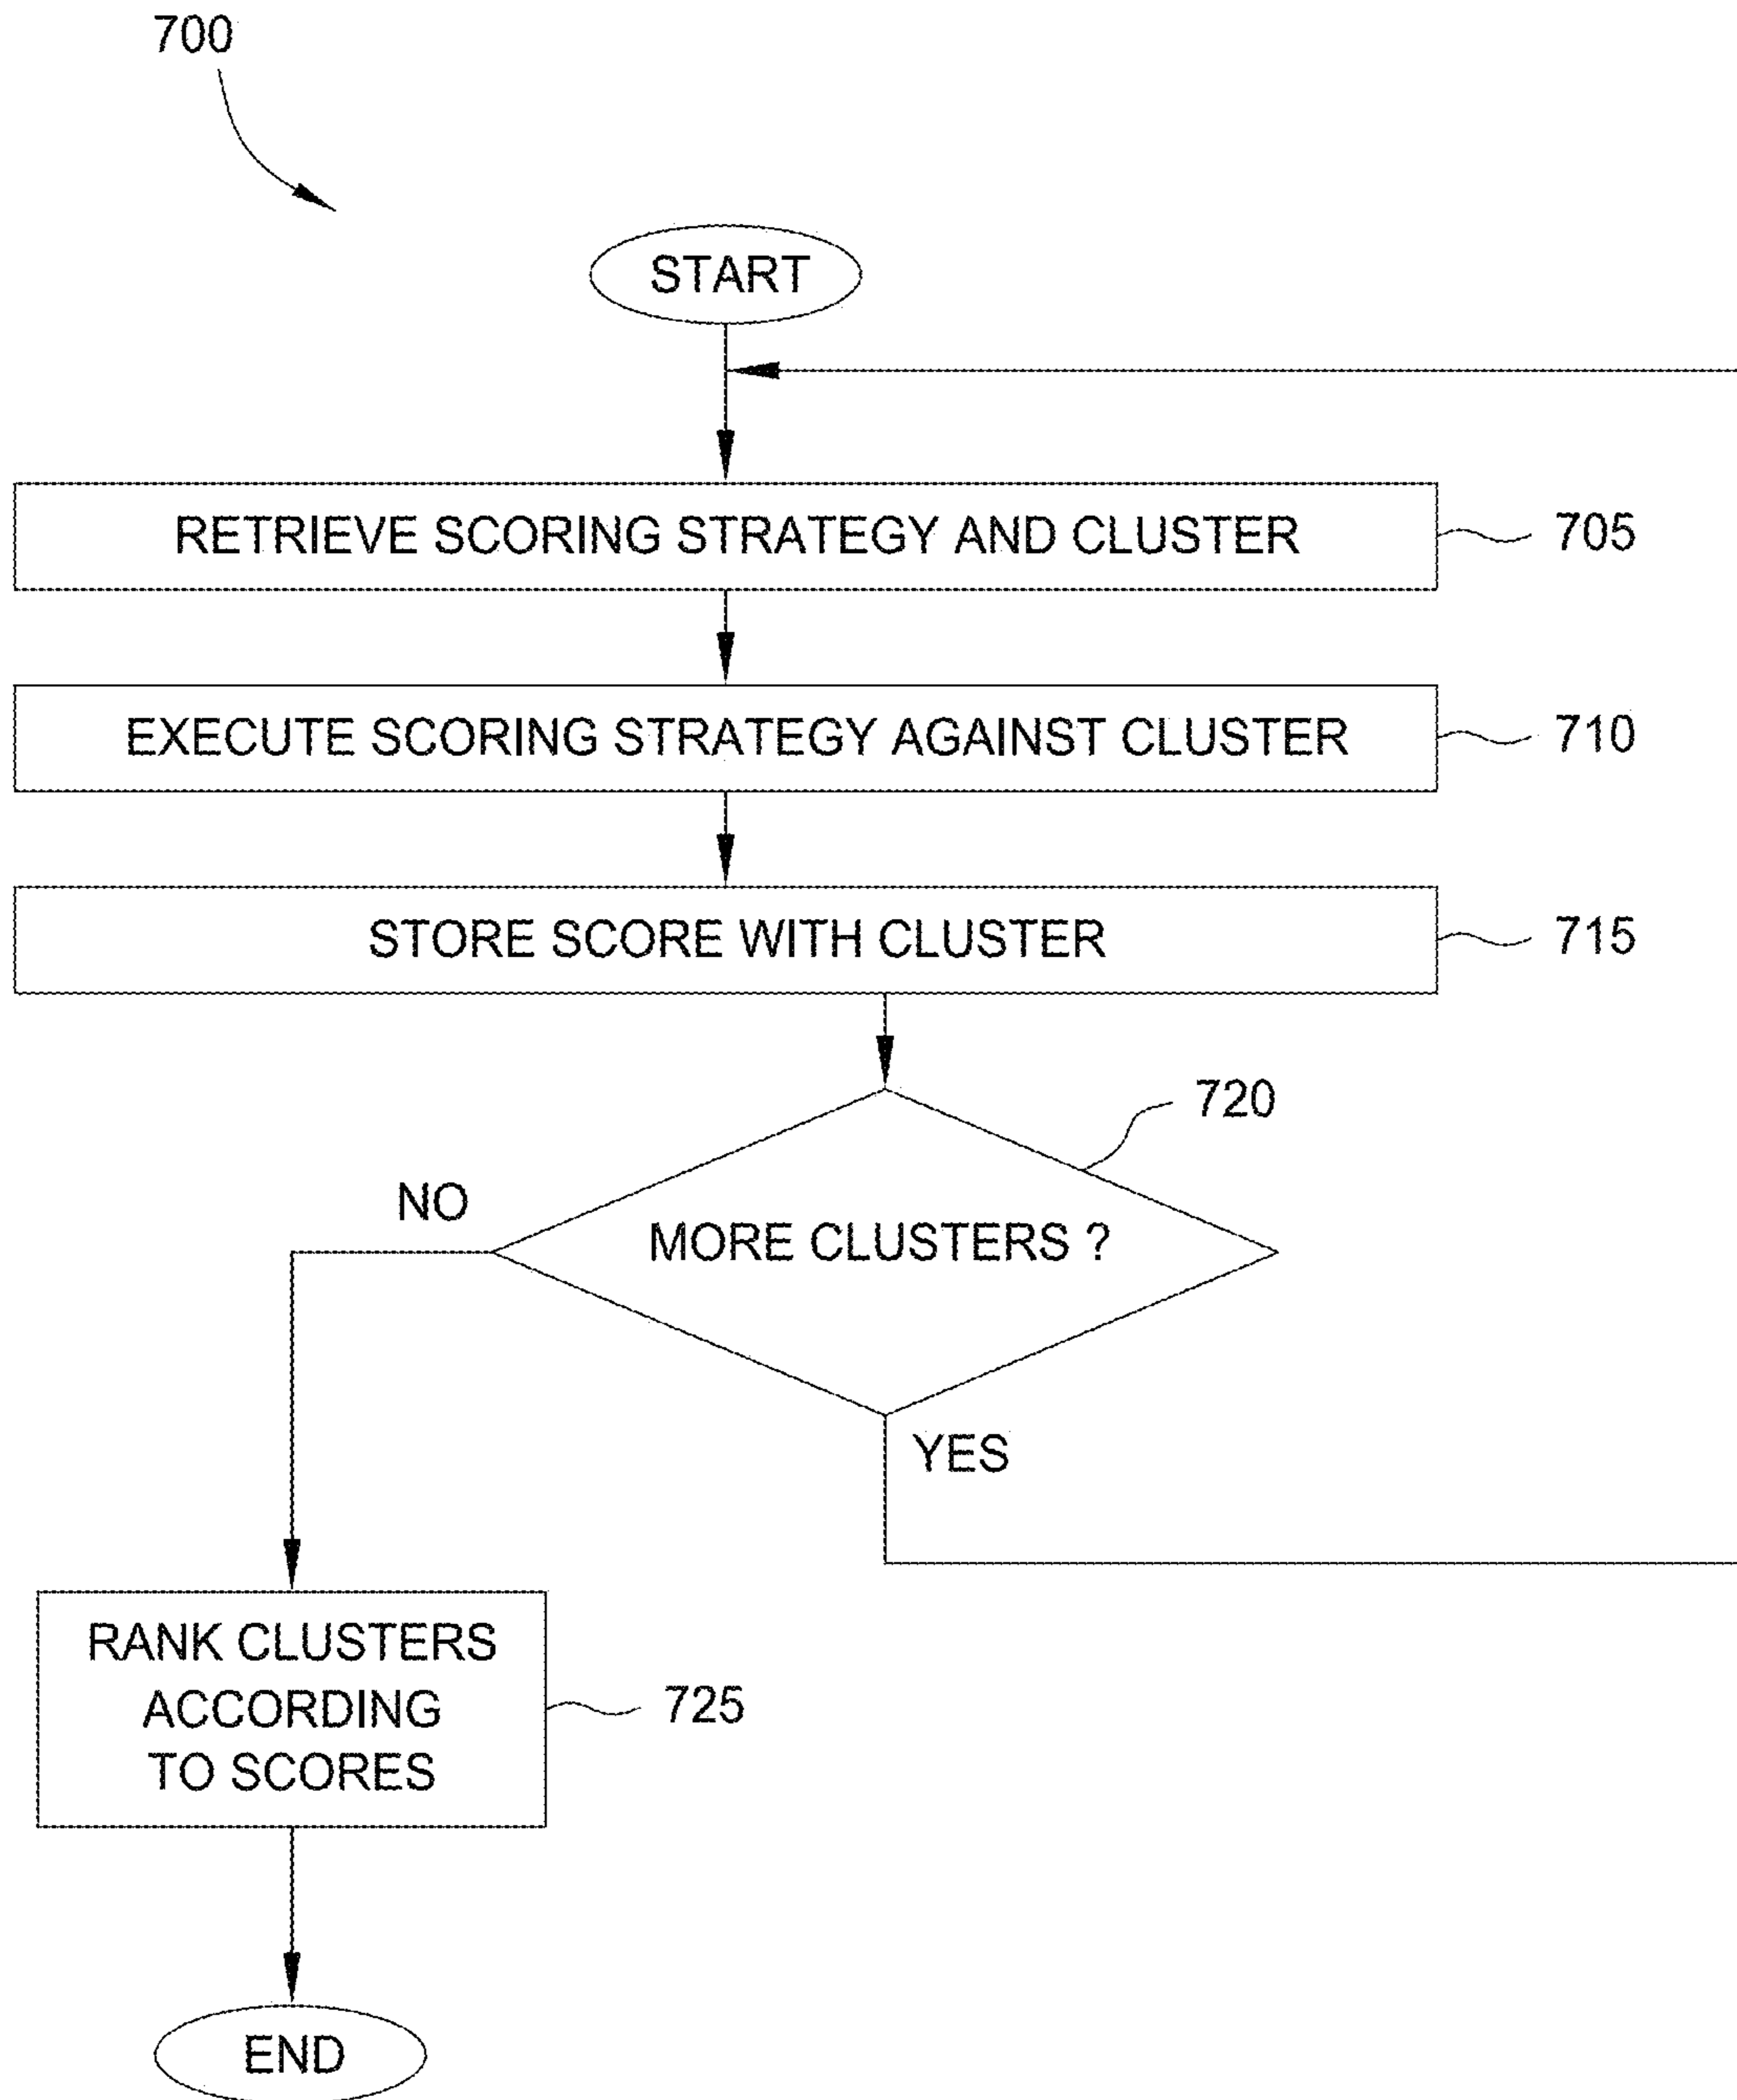 700
START
RETRIEVE SCORING STRATEGY AND CLUSTER
705
EXECUTE SCORING STRATEGY AGAINST CLUSTER
710
STORE SCORE WITH CLUSTER
715
720
NO
MORE CLUSTERS ?
YES
RANK CLUSTERS
ACCORDING
TO SCORES
725
END